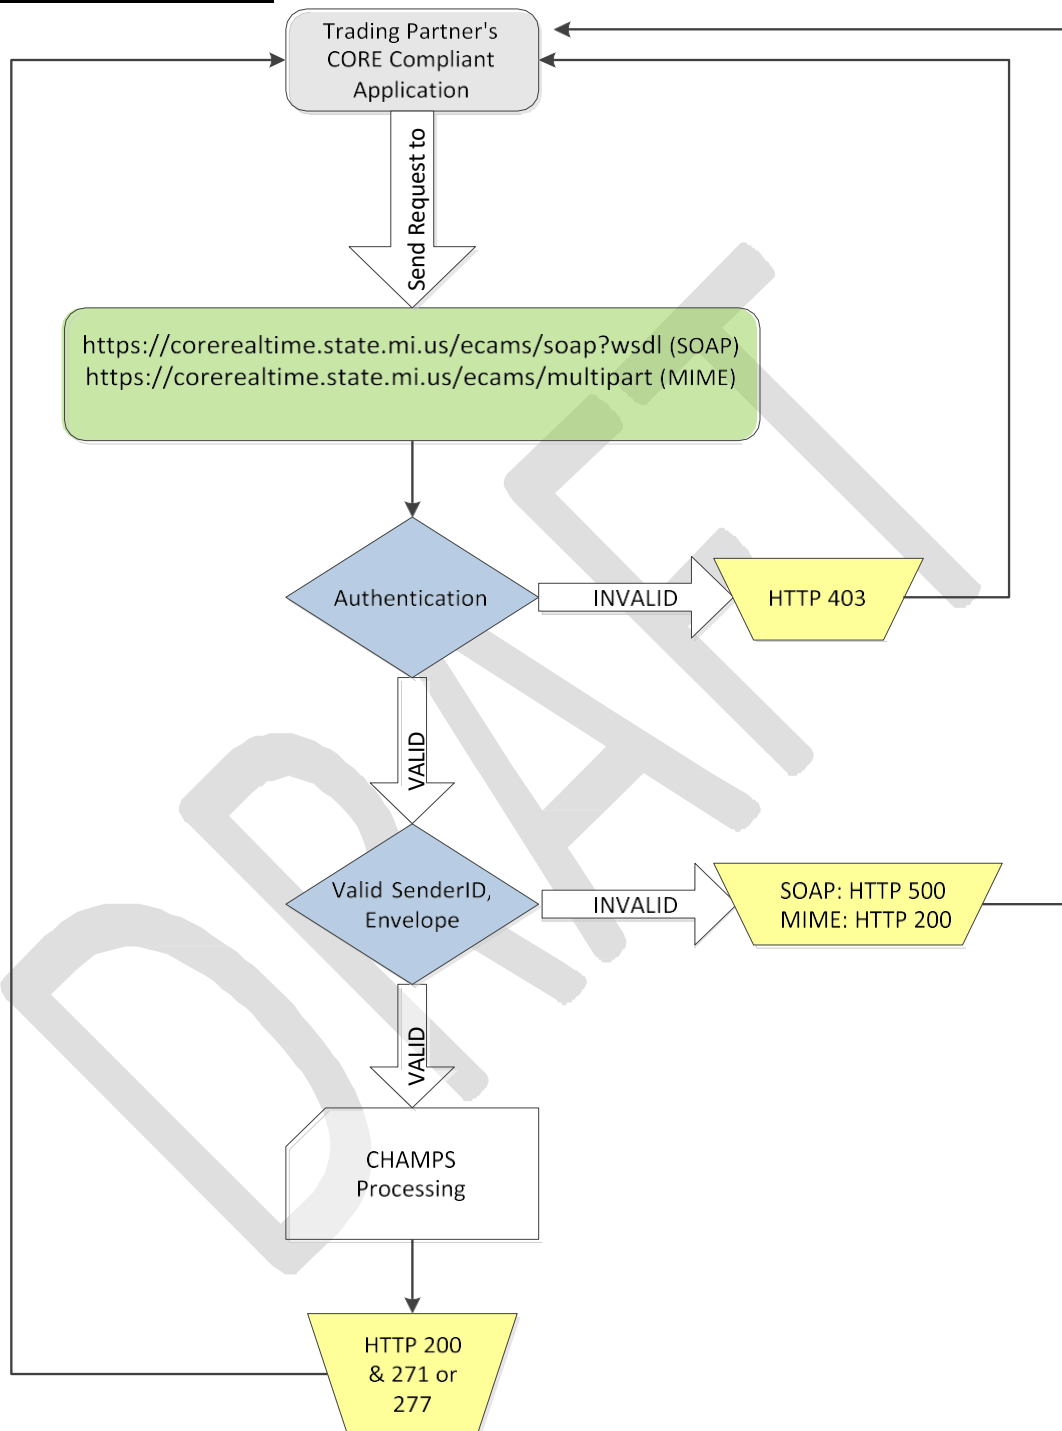 Trading Partner's
CORE Compliant
Application
Send Request to
https://corerealtime.state.mi.us/ecams/soap?wsdl (SOAP)
https://corerealtime.state.mi.us/ecams/multipart (MIME)
Authentication
INVALID
HTTP 403
VALID
Valid SenderID,
Envelope
INVALID
SOAP: HTTP 500
MIME: HTTP 200
VALID
CHAMPS
Processing
HTTP 200
& 271 or
277
DRAFT